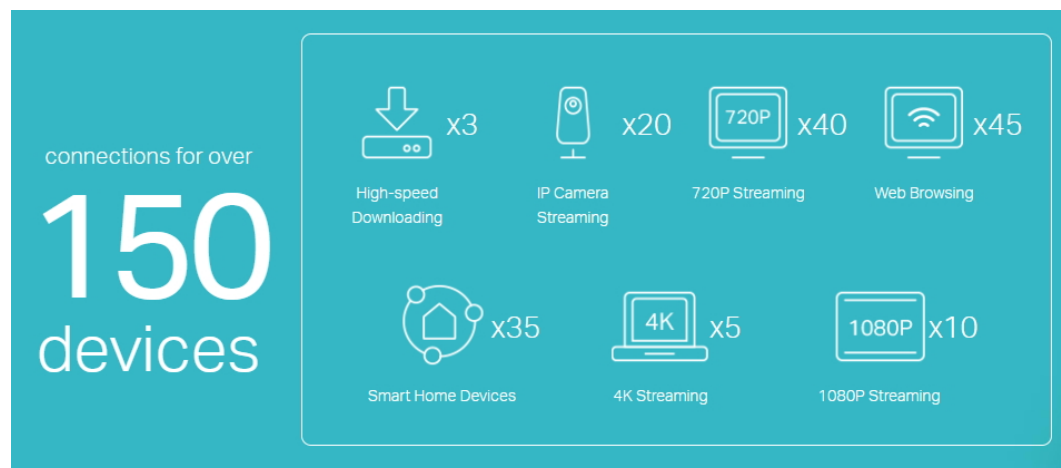 connections for over
150
devices
x3
High-speed
Downloading
x20
IP Camera
Streaming
720P
x40
720P Streaming
x45
Web Browsing
x35
Smart Home Devices
4K
x5
4K Streaming
1080P
x10
1080P Streaming